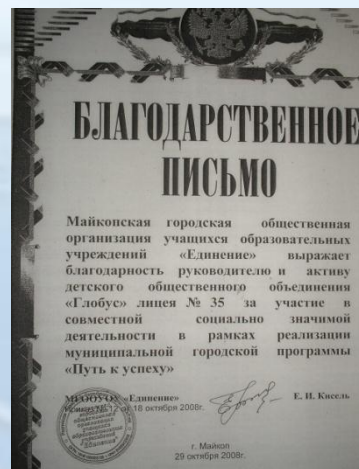 БЛАГОДАРСТВЕННОЕ
ПИСЬМО
Майкопская городская общественная
организация учащихся образовательных
учреждений «Единение» выражает
благодарность руководителю и активу
детского общественного объединения
«Глобус» лицея № 35 за участие в
совместной социально значимой
деятельности в рамках реализации
муниципальной городской программы
«Путь к успеху»
«Единение» Е. И. Кисель
№ 12 от 18 октября 2008г.
г. Майкоп
29 октября 2008г.